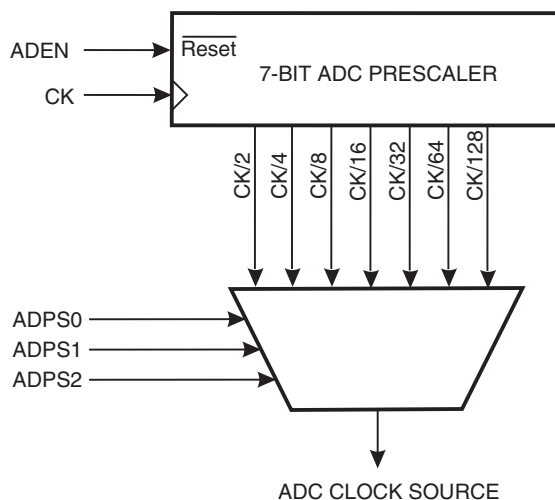 ADEN
Reset
7-BIT ADC PRESCALER
CK
CK/2
CK/4
CK/8
CK/16
CK/32
CK/64
CK/128
ADPS0
ADPS1
ADPS2
ADC CLOCK SOURCE